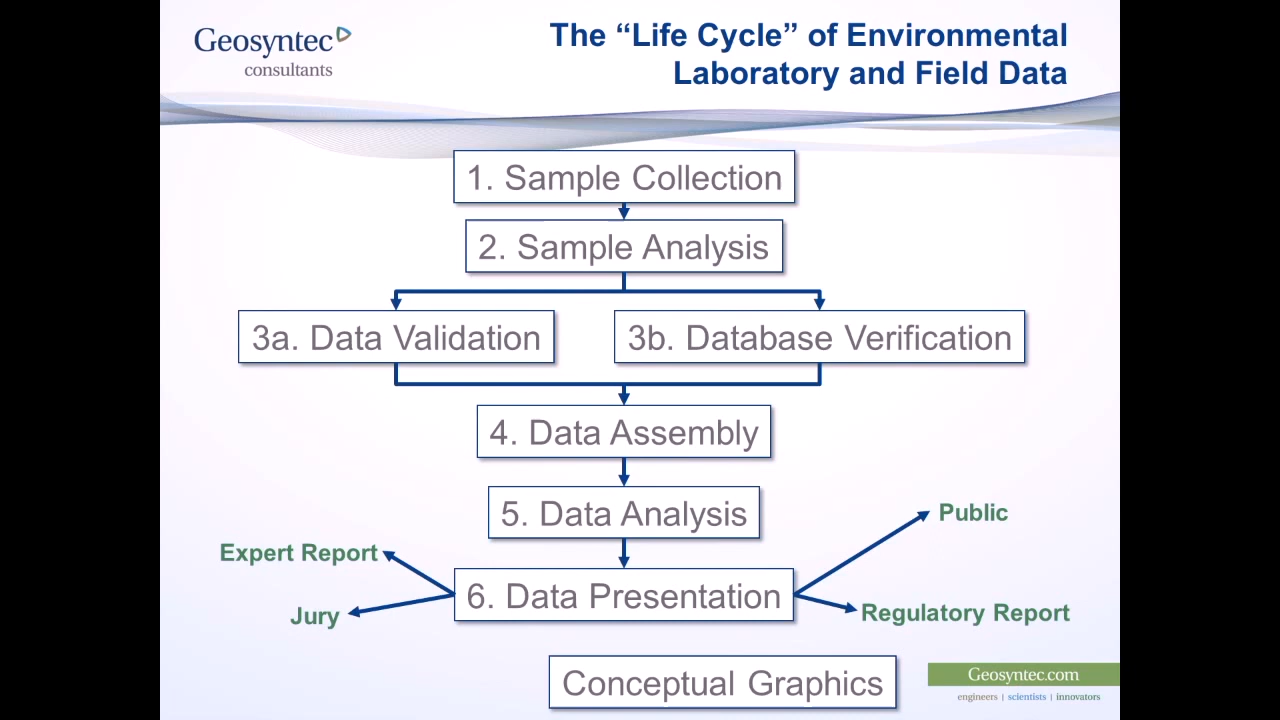 Geosyntec
consultants
The “Life Cycle” of Environmental
Laboratory and Field Data
1. Sample Collection
2. Sample Analysis
3a. Data Validation
3b. Database Verification
4. Data Assembly
5. Data Analysis
Public
Expert Report
6. Data Presentation
Jury
Regulatory Report
Conceptual Graphics
Geosyntec.com
engineers | scientists | innovators